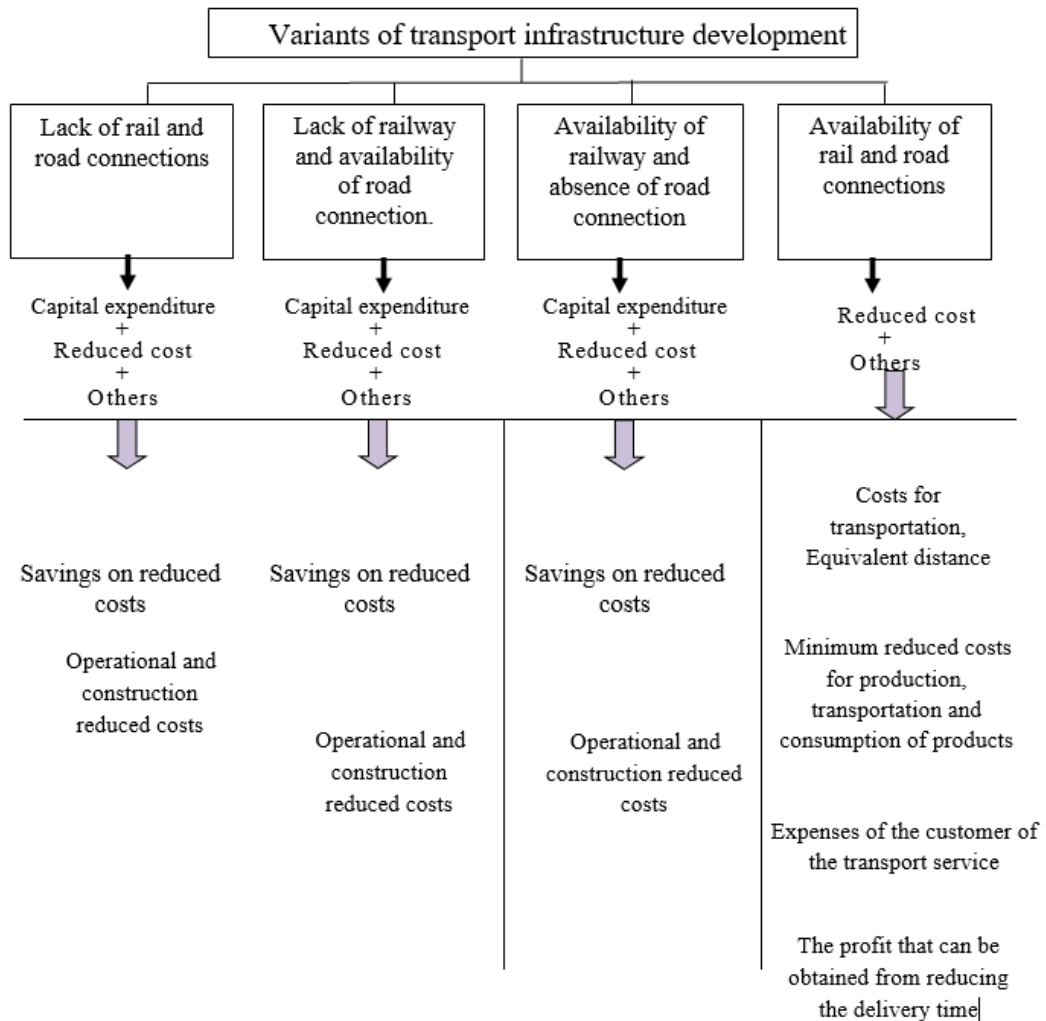 Variants of transport infrastructure development
Lack of rail and
road connections
Lack of railway
and availability
of road
connection.
Availability of
railway and
absence of road
connection
Availability of
rail and road
connections
Capital expenditure
+
Reduced cost
+
Others
Capital expenditure
+
Reduced cost
+
Others
Capital expenditure
+
Reduced cost
+
Others
Reduced cost
+
Others
Savings on reduced
costs
Operational and
construction
reduced costs
Savings on reduced
costs
Operational and
construction
reduced costs
Savings on reduced
costs
Operational and
construction reduced
costs
Costs for
transportation,
Equivalent distance
Minimum reduced costs
for production,
transportation and
consumption of products
Expenses of the customer of
the transport service
The profit that can be
obtained from reducing
the delivery time